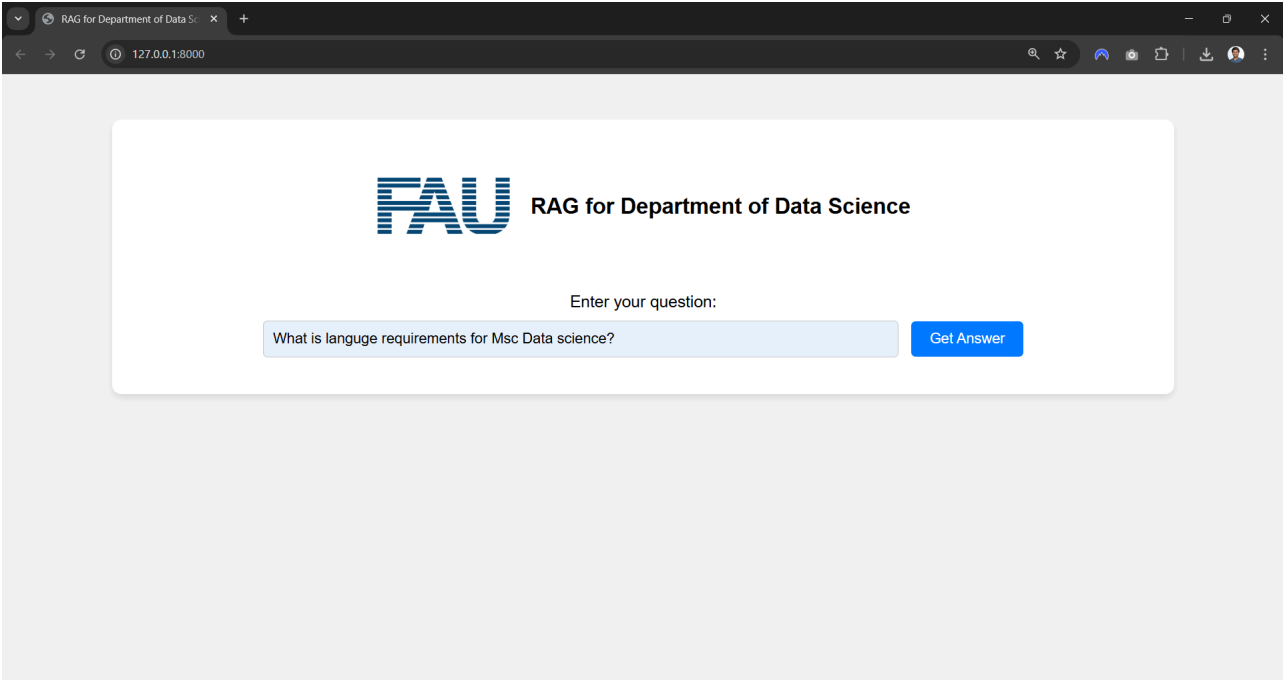 RAG for Department of Data Sc
127.0.0.1:8000
FAU
RAG for Department of Data Science
Enter your question:
What is languge requirements for Msc Data science?
Get Answer